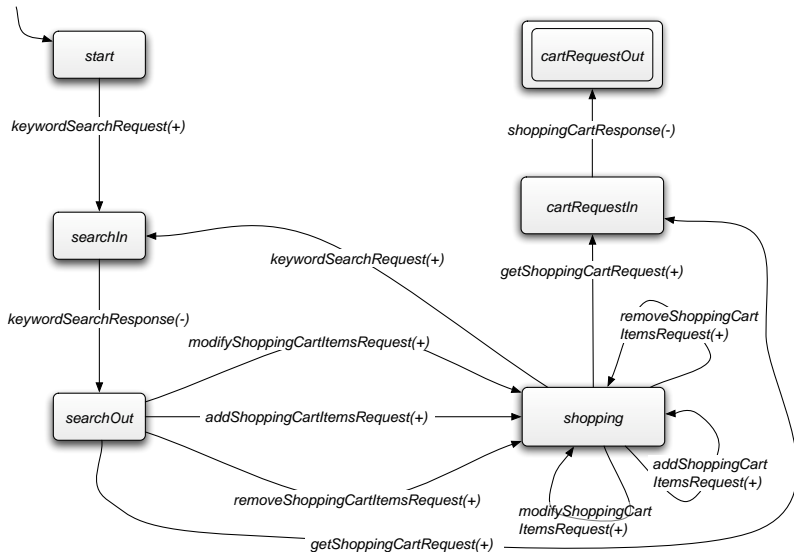 start
cartRequestOut
keywordSearchRequest(+)
shoppingCartResponse(-)
searchIn
cartRequestIn
keywordSearchRequest(+)
getShoppingCartRequest(+)
keywordSearchResponse(-)
removeShoppingCart
ItemsRequest(+)
modifyShoppingCartItemsRequest(+)
searchOut
addShoppingCartItemsRequest(+)
shopping
addShoppingCart
ItemsRequest(+)
removeShoppingCartItemsRequest(+)
modifyShoppingCart
ItemsRequest(+)
getShoppingCartRequest(+)